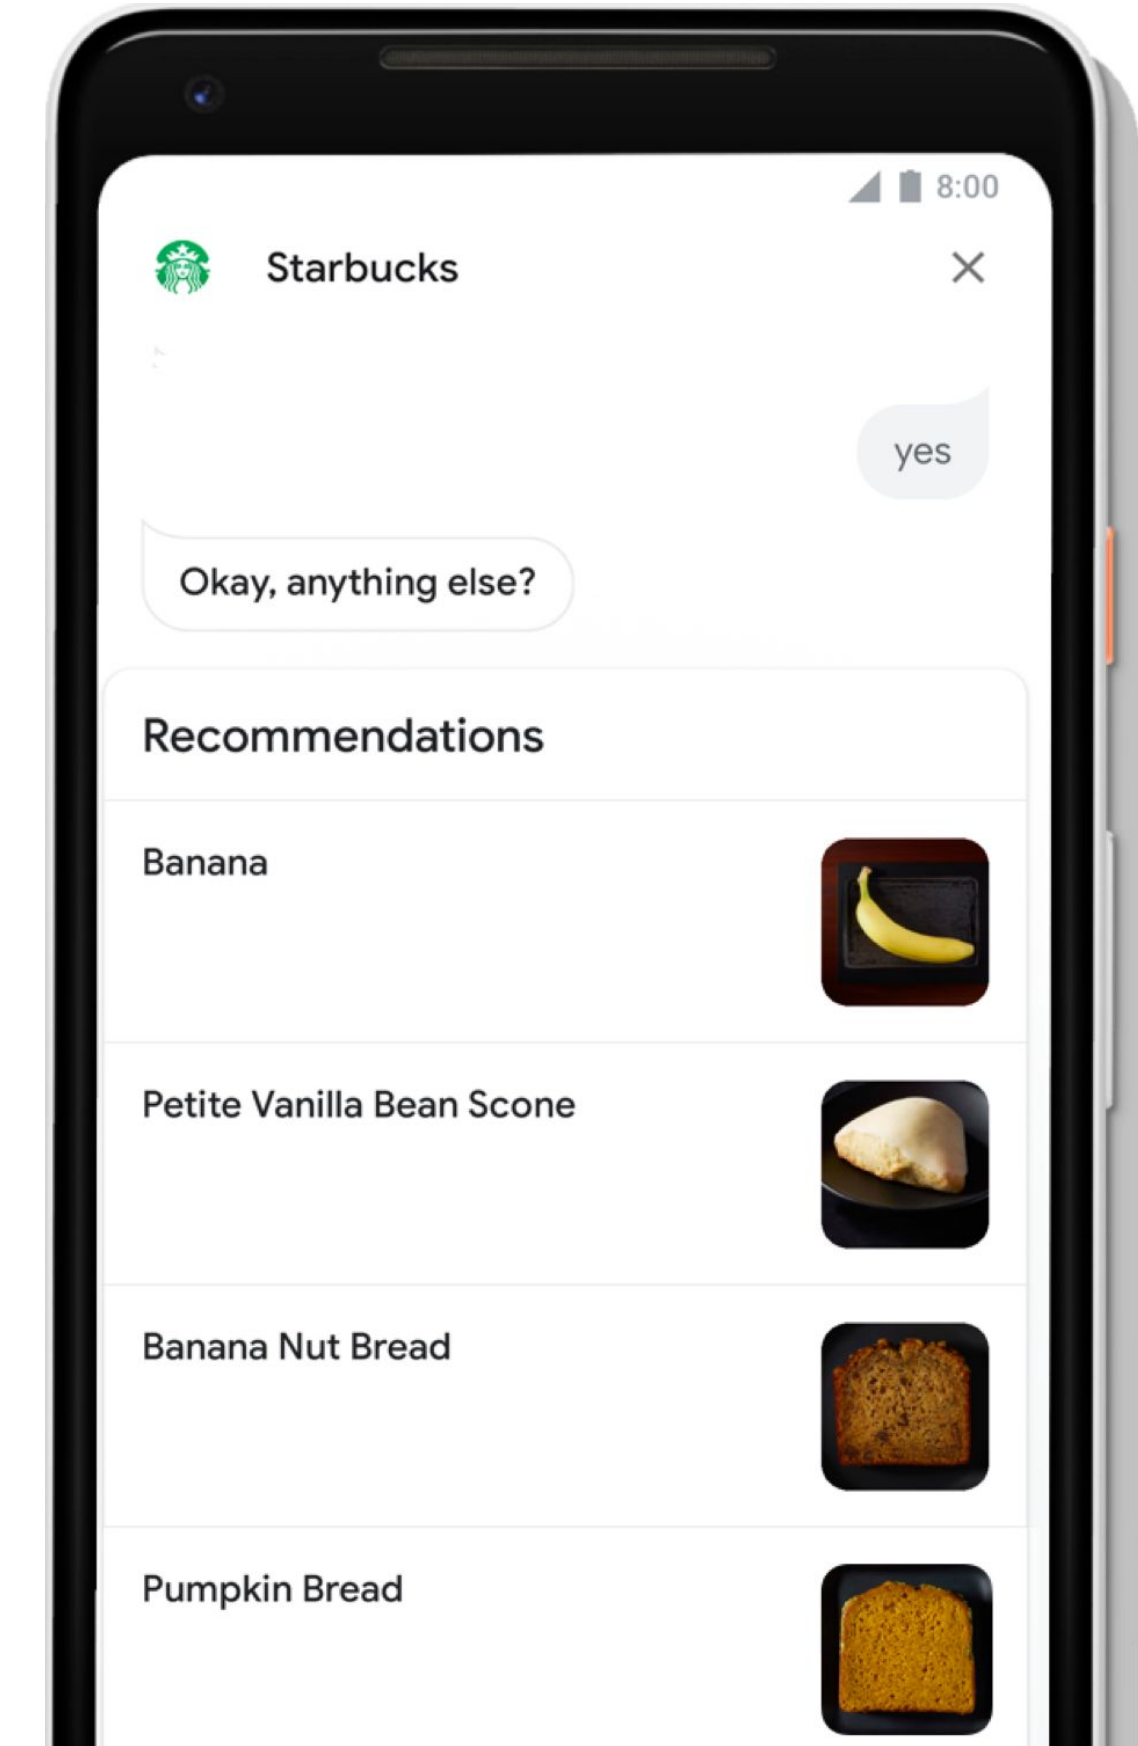 8:00
Starbucks
yes
Okay, anything else?
Recommendations
Banana
Petite Vanilla Bean Scone
Banana Nut Bread
Pumpkin Bread